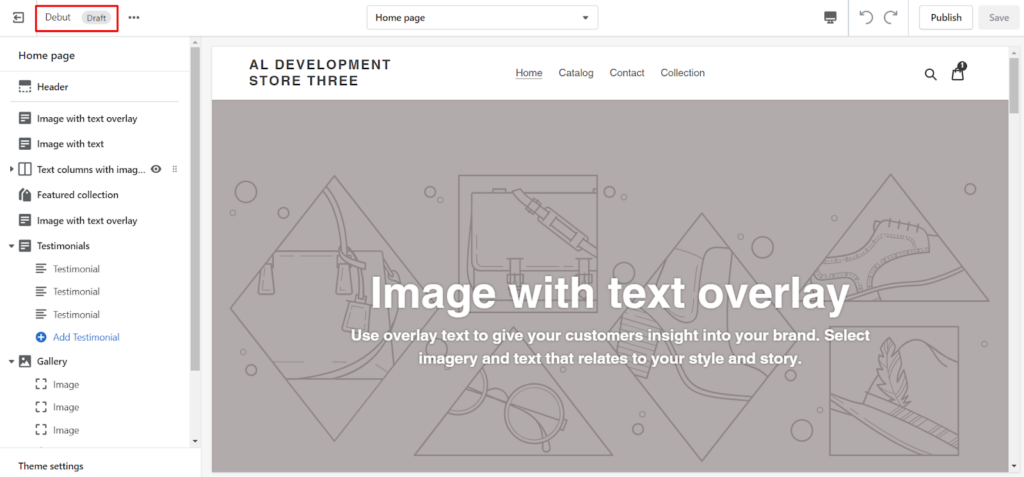 Debut Draft
Home page
Publish
Save
Home page
Header
Image with text overlay
Image with text
Text columns with imag...
Featured collection
Image with text overlay
Testimonials
Testimonial
Testimonial
Testimonial
Add Testimonial
Gallery
Image
Image
Image
Theme settings
AL DEVELOPMENT
STORE THREE
Home Catalog Contact Collection
1
Image with text overlay
Use overlay text to give your customers insight into your brand. Select
imagery and text that relates to your style and story.